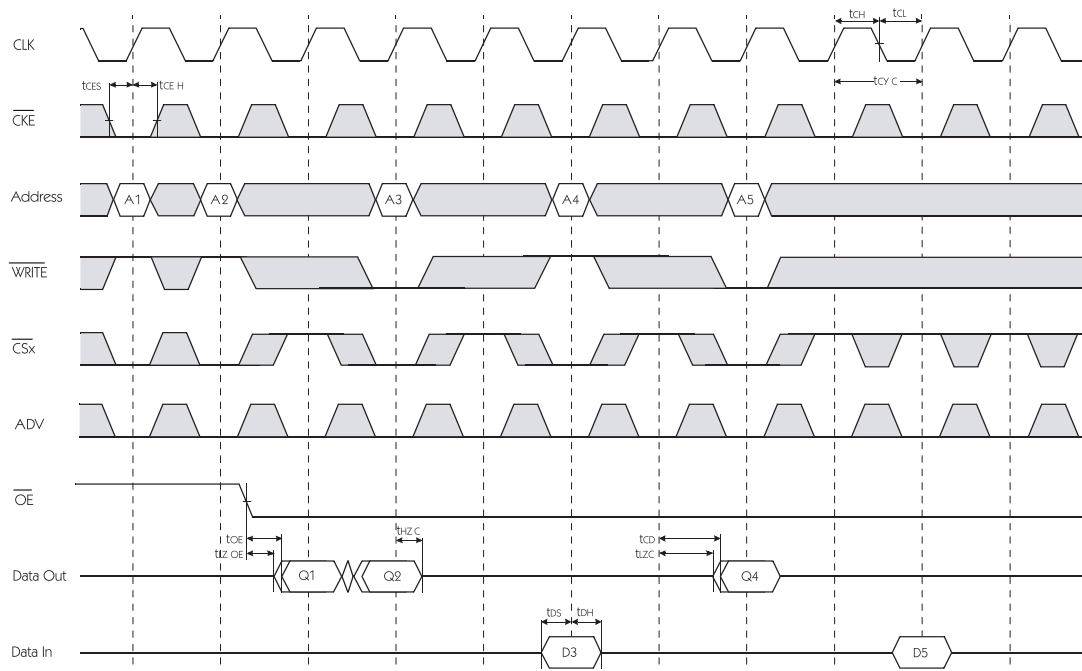 tCH tCL
CLK
tCES tCE H tCY C
CKE
Address A1 A2 A3 A4 A5
WRITE
CSx
ADV
OE
tOE tHZ C tCD
tLZ OE tLZC
Data Out Q1 Q2 Q4
tDS tDH
Data In D3 D5